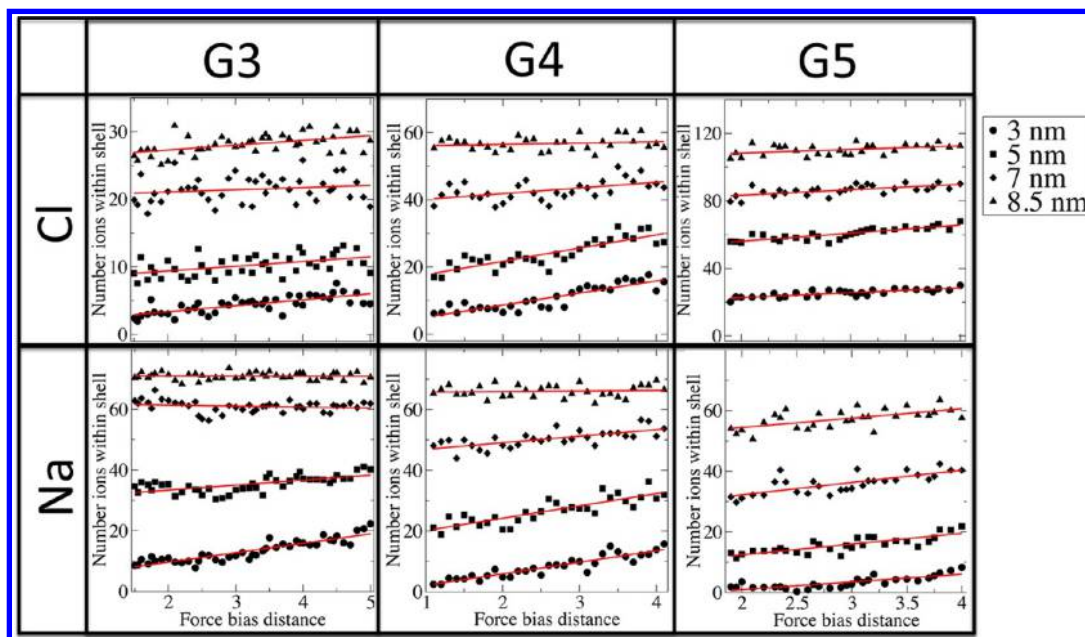 G3 G4 G5
3 nm
5 nm
7 nm
8.5 nm
Cl
Number ions within shell
30
20
10
0
Number ions within shell
60
40
20
0
Number ions within shell
120
80
40
0
Na
Number ions within shell
60
40
20
0
2 3 4 5
Force bias distance
Number ions within shell
60
40
20
0
1 2 3 4
Force bias distance
Number ions within shell
60
40
20
0
2 2.5 3 3.5 4
Force bias distance